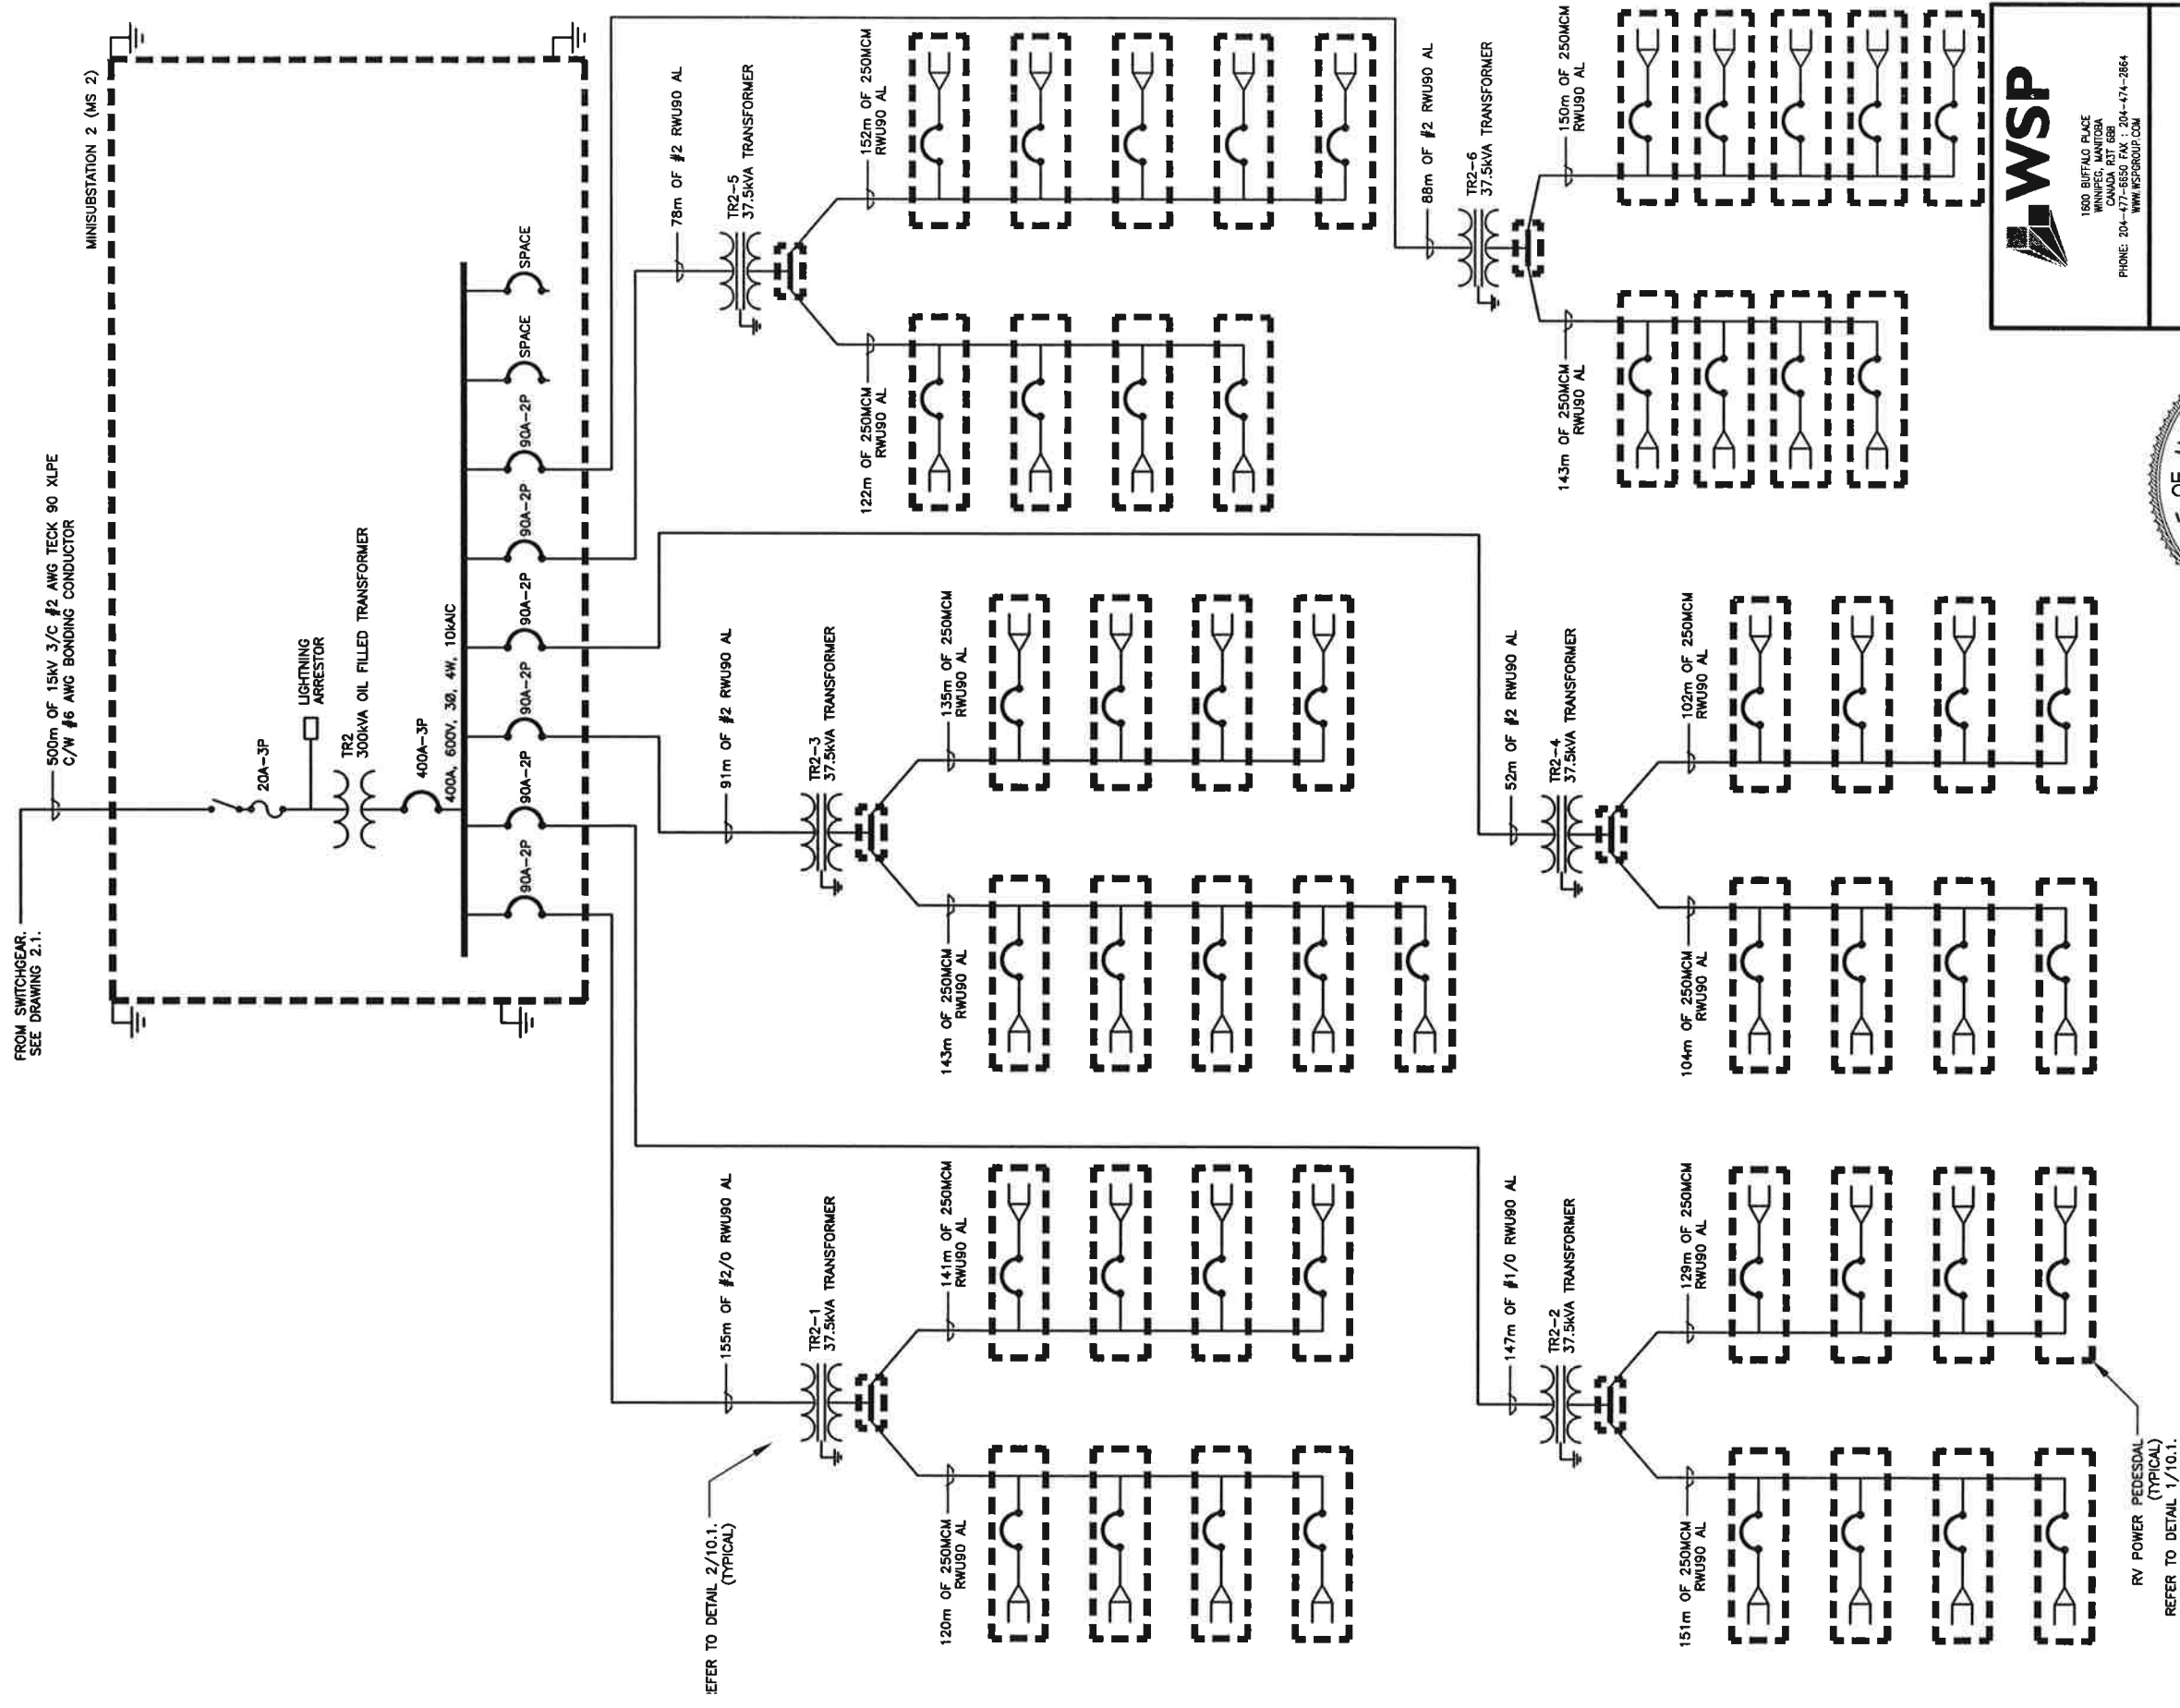 FROM SWITCHGEAR.
SEE DRAWING 2.1.
500m OF 15kV 3/C #2 AWG TECK 90 XLPE
C/W #6 AWG BONDING CONDUCTOR
MINISUBSTATION 2 (MS 2)
20A-3P
LIGHTNING
ARRESTOR
TR2
300kVA OIL FILLED TRANSFORMER
400A-3P
400A, 600V, 3Ø, 4W, 10kAIC
90A-2P
90A-2P
90A-2P
90A-2P
90A-2P
90A-2P
SPACE
SPACE
EFER TO DETAIL 2/10.1.
(TYPICAL)
155m OF #2/0 RWU90 AL
TR2-1
37.5kVA TRANSFORMER
120m OF 250MCM
RWU90 AL
141m OF 250MCM
RWU90 AL
91m OF #2 RWU90 AL
TR2-3
37.5kVA TRANSFORMER
143m OF 250MCM
RWU90 AL
135m OF 250MCM
RWU90 AL
78m OF #2 RWU90 AL
TR2-5
37.5kVA TRANSFORMER
122m OF 250MCM
RWU90 AL
152m OF 250MCM
RWU90 AL
147m OF #1/0 RWU90 AL
TR2-2
37.5kVA TRANSFORMER
151m OF 250MCM
RWU90 AL
129m OF 250MCM
RWU90 AL
52m OF #2 RWU90 AL
TR2-4
37.5kVA TRANSFORMER
104m OF 250MCM
RWU90 AL
102m OF 250MCM
RWU90 AL
88m OF #2 RWU90 AL
TR2-6
37.5kVA TRANSFORMER
143m OF 250MCM
RWU90 AL
150m OF 250MCM
RWU90 AL
RV POWER PEDESDAL
(TYPICAL)
REFER TO DETAIL 1/10.1.
WSP
1600 BUFFALO PLACE
WINNIPEG, MANITOBA
CANADA R3T 6B8
PHONE: 204-477-6650 FAX : 204-474-2864
WWW.WSPGROUP.COM
OF